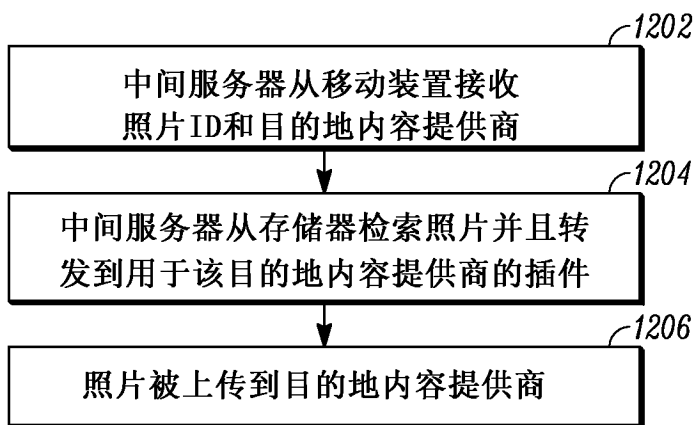 1202
中间服务器从移动装置接收
照片ID和目的地内容提供商
1204
中间服务器从存储器检索照片并且转
发到用于该目的地内容提供商的插件
1206
照片被上传到目的地内容提供商